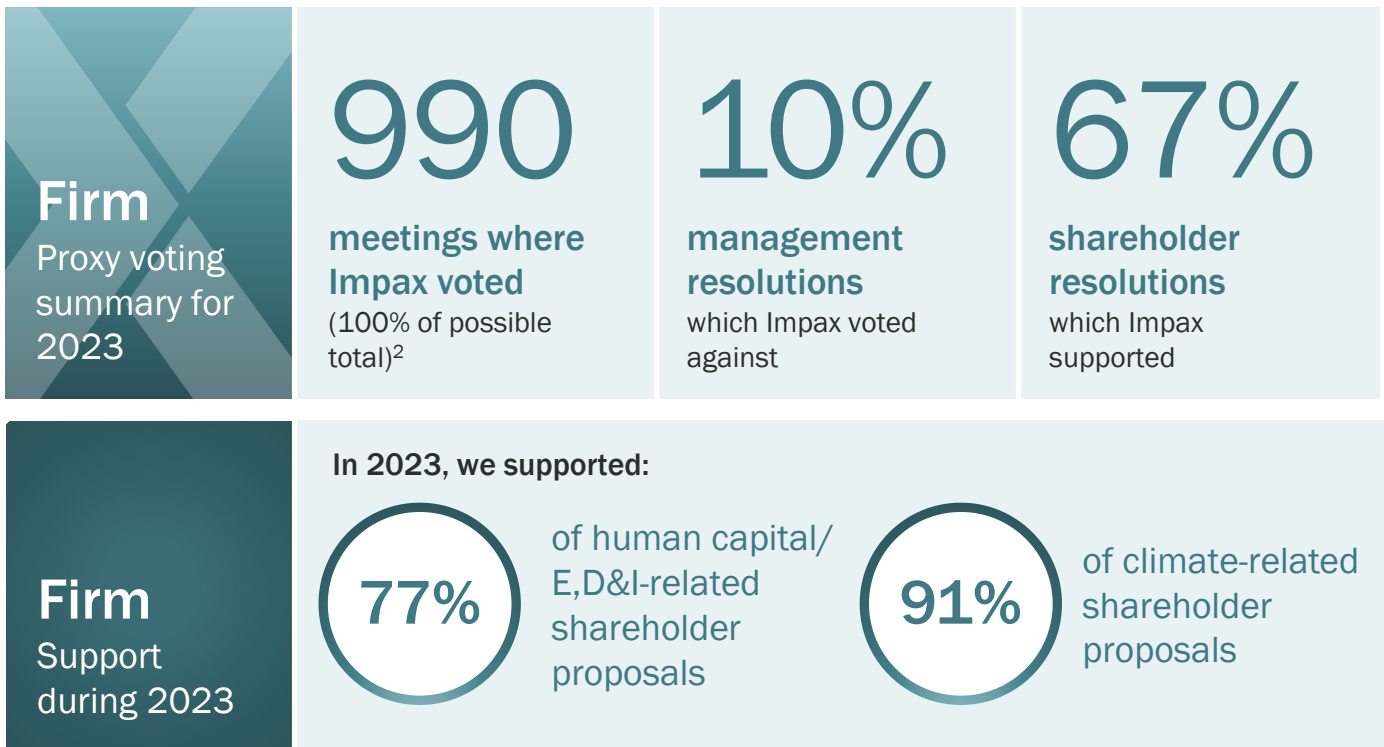 Firm
Proxy voting
summary for
2023
990
meetings where
Impax voted
(100% of possible
total)²
10%
management
resolutions
which Impax voted
against
67%
shareholder
resolutions
which Impax
supported
Firm
Support
during 2023
In 2023, we supported:
77%
of human capital/
E,D&I-related
shareholder
proposals
91%
of climate-related
shareholder
proposals